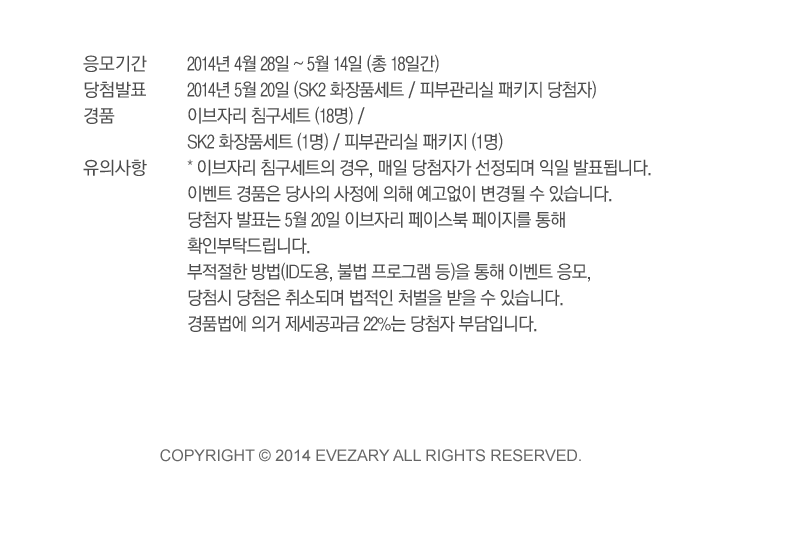 응모기간 2014년 4월 28일 ~ 5월 14일 (총 18일간)
당첨발표 2014년 5월 20일 (SK2 화장품세트 / 피부관리실 패키지 당첨자)
경품 이브자리 침구세트 (18명) /
SK2 화장품세트 (1명) / 피부관리실 패키지 (1명)
유의사항 * 이브자리 침구세트의 경우, 매일 당첨자가 선정되며 익일 발표됩니다.
이벤트 경품은 당사의 사정에 의해 예고없이 변경될 수 있습니다.
당첨자 발표는 5월 20일 이브자리 페이스북 페이지를 통해
확인부탁드립니다.
부적절한 방법(ID도용, 불법 프로그램 등)을 통해 이벤트 응모,
당첨시 당첨은 취소되며 법적인 처벌을 받을 수 있습니다.
경품법에 의거 제세공과금 22%는 당첨자 부담입니다.
COPYRIGHT © 2014 EVEZARY ALL RIGHTS RESERVED.